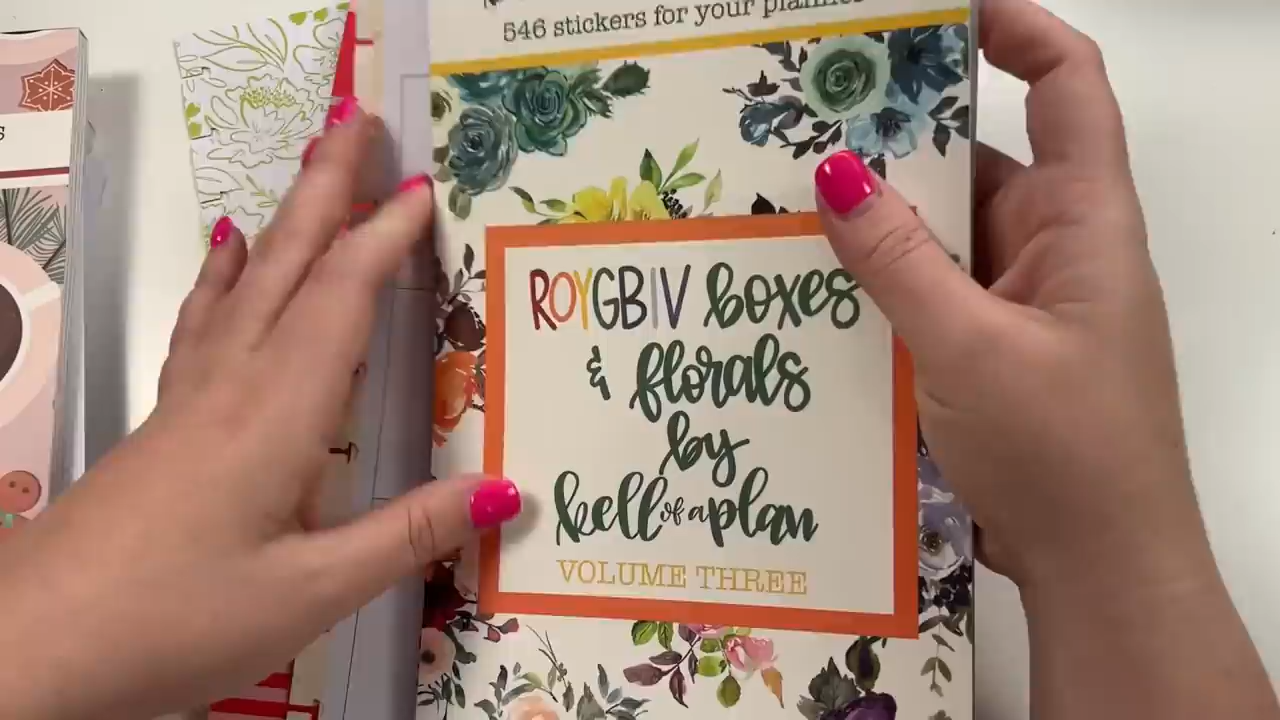 546 stickers for your planner
ROYGBIV boxes
& florals
by
kell of a plan
VOLUME THREE